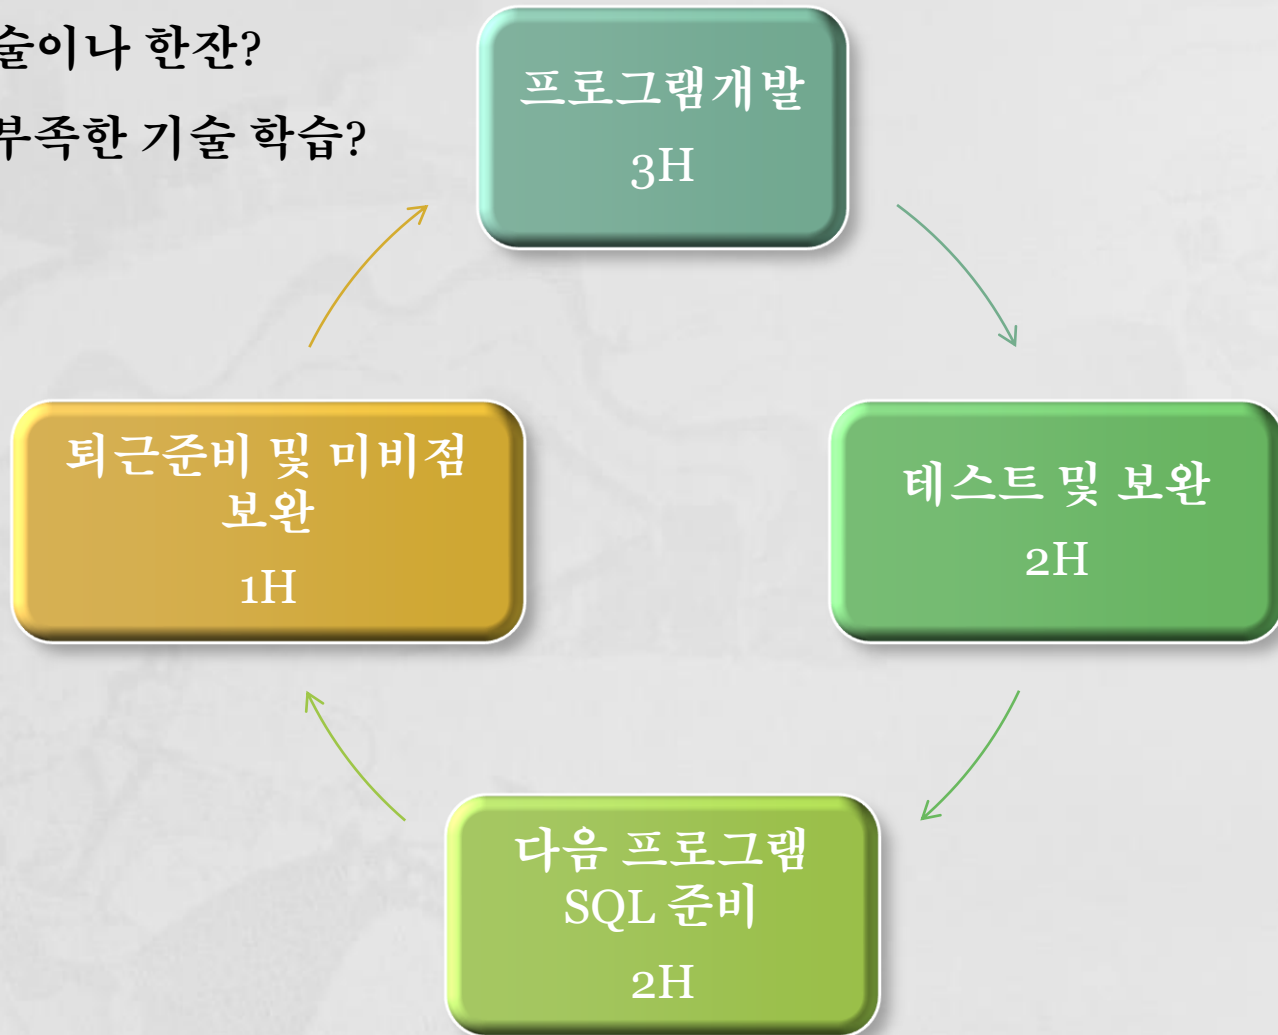 술이나 한잔?
부족한 기술 학습?
프로그램개발
3H
테스트 및 보완
2H
다음 프로그램
SQL 준비
2H
퇴근준비 및 미비점
보완
1H